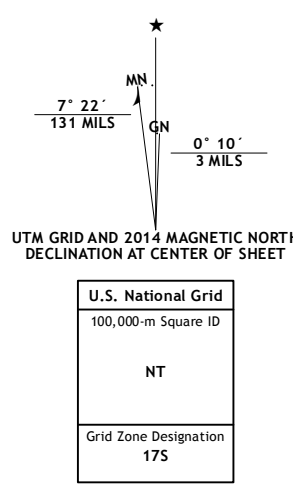 ★
MN
7° 22´
131 MILS
GN
0° 10´
3 MILS
UTM GRID AND 2014 MAGNETIC NORTH
DECLINATION AT CENTER OF SHEET
U.S. National Grid
100,000-m Square ID
NT
Grid Zone Designation
17S